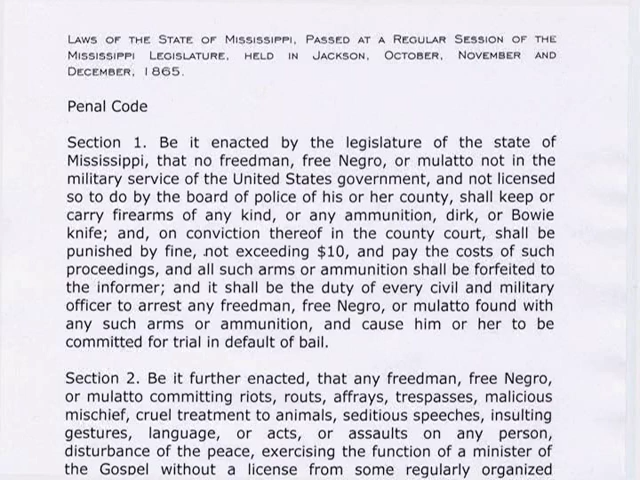 LAWS OF THE STATE OF MISSISSIPPI, PASSED AT A REGULAR SESSION OF THE
MISSISSIPPI LEGISLATURE, HELD IN JACKSON, OCTOBER, NOVEMBER AND
DECEMBER, 1865.
Penal Code
Section 1. Be it enacted by the legislature of the state of
Mississippi, that no freedman, free Negro, or mulatto not in the
military service of the United States government, and not licensed
so to do by the board of police of his or her county, shall keep or
carry firearms of any kind, or any ammunition, dirk, or Bowie
knife; and, on conviction thereof in the county court, shall be
punished by fine, not exceeding $10, and pay the costs of such
proceedings, and all such arms or ammunition shall be forfeited to
the informer; and it shall be the duty of every civil and military
officer to arrest any freedman, free Negro, or mulatto found with
any such arms or ammunition, and cause him or her to be
committed for trial in default of bail.
Section 2. Be it further enacted, that any freedman, free Negro,
or mulatto committing riots, routs, affrays, trespasses, malicious
mischief, cruel treatment to animals, seditious speeches, insulting
gestures, language, or acts, or assaults on any person,
disturbance of the peace, exercising the function of a minister of
the Gospel without a license from some regularly organized